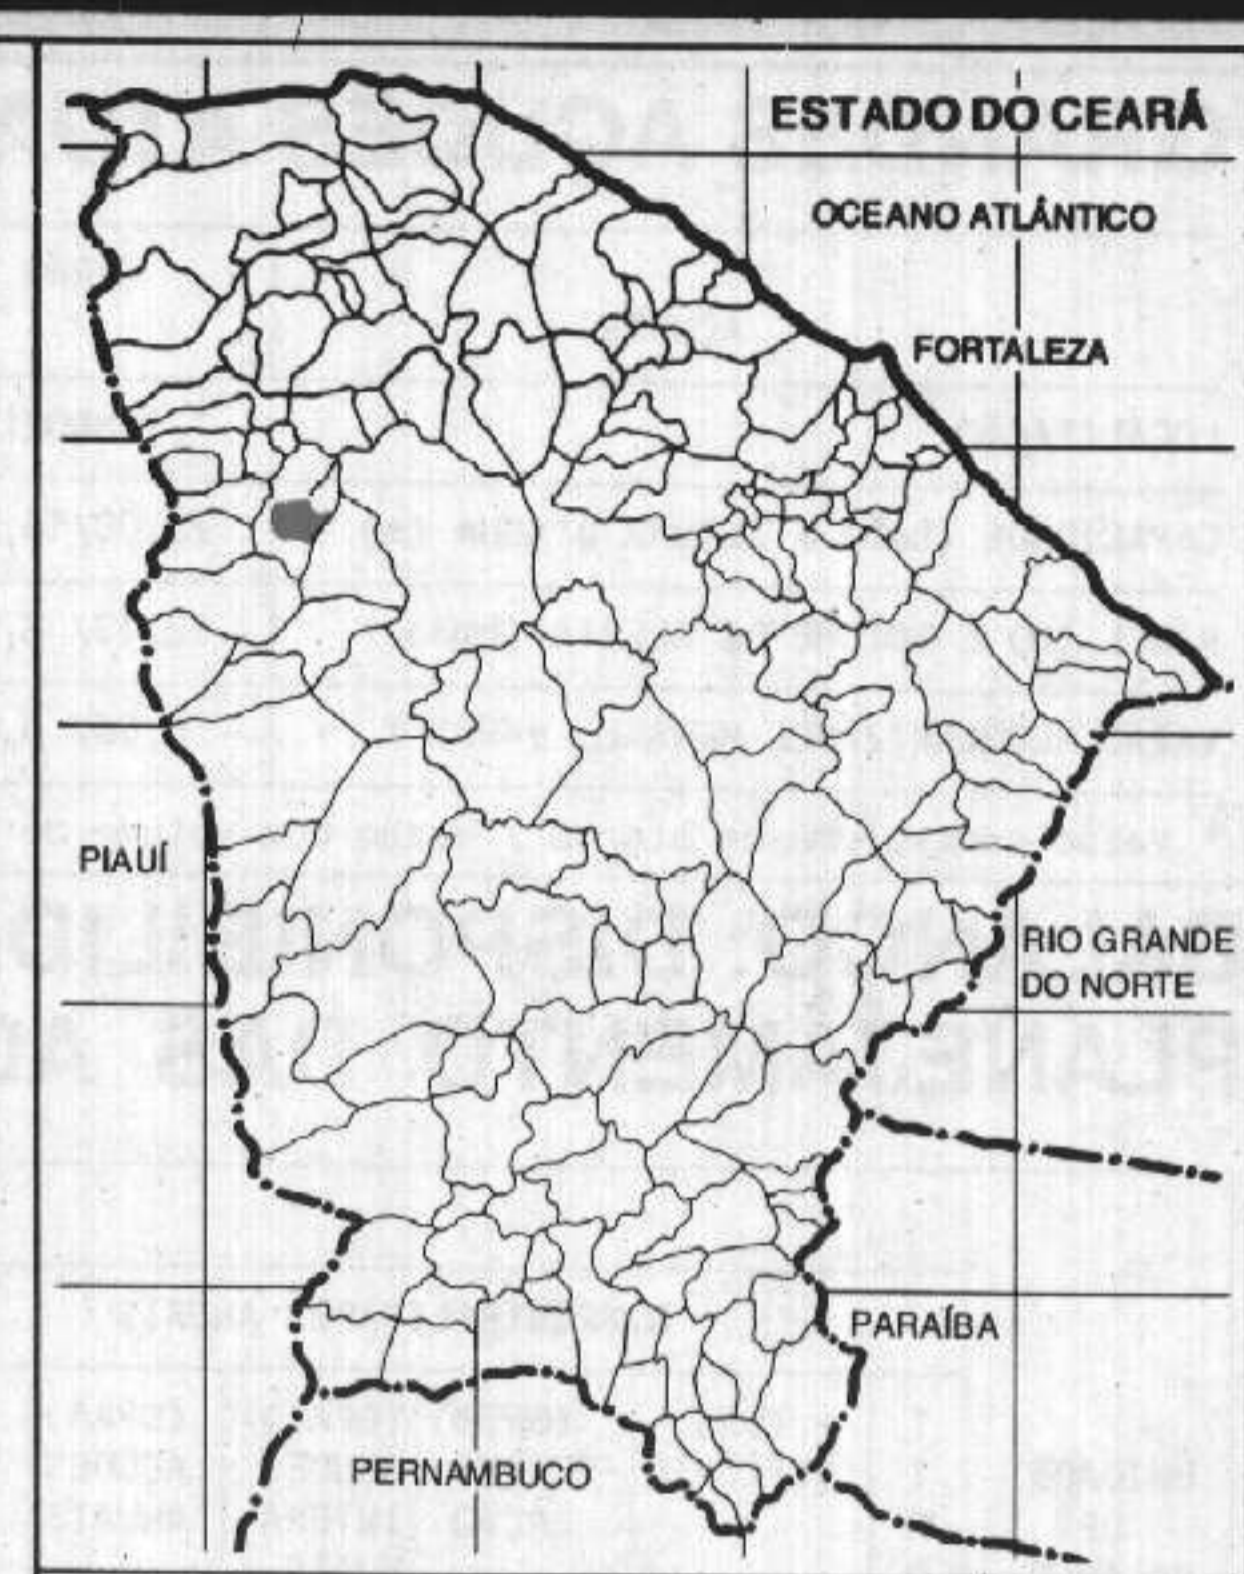 ESTADO DO CEARÁ
OCEANO ATLÂNTICO
FORTALEZA
PIAUÍ
RIO GRANDE
DO NORTE
PARAÍBA
PERNAMBUCO